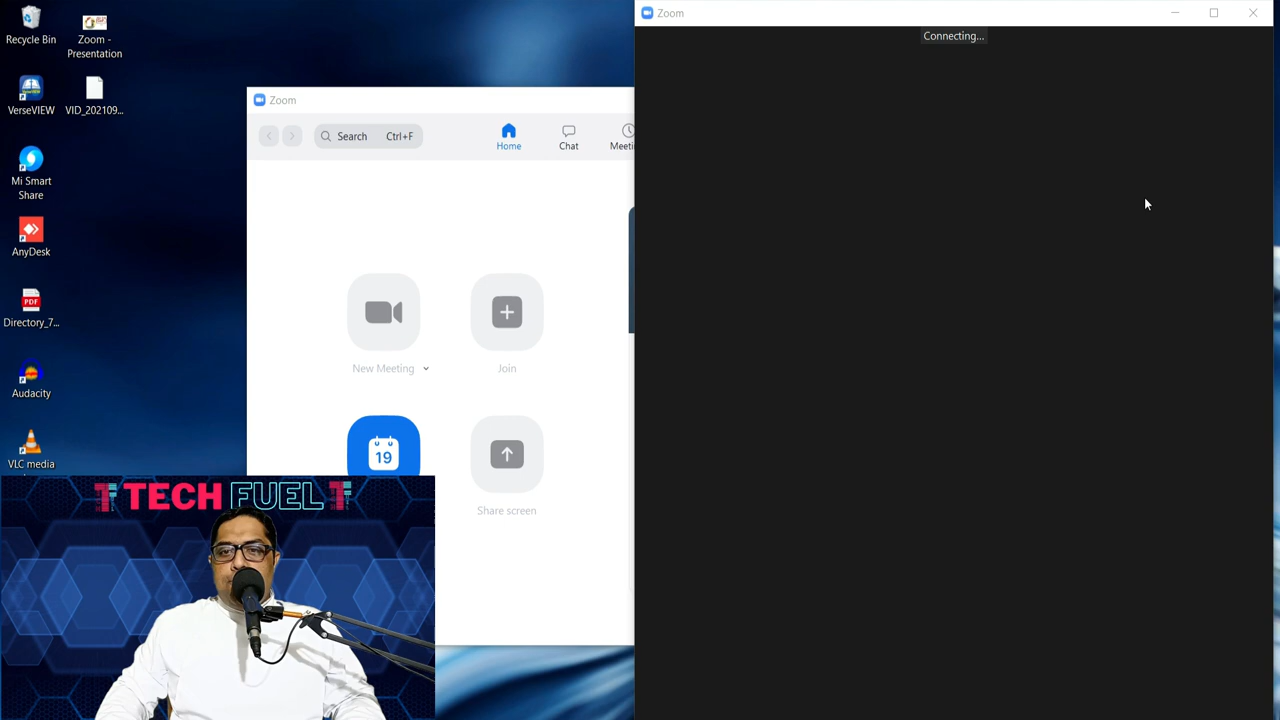 Recycle Bin
Zoom -
Presentation
VerseVIEW
VID_202109...
Mi Smart
Share
AnyDesk
PDF
Directory_7...
Audacity
VLC media
Zoom
Search Ctrl+F
Home
Chat
Meeti
New Meeting
Join
19
Share screen
Zoom
Connecting...
TECH FUEL